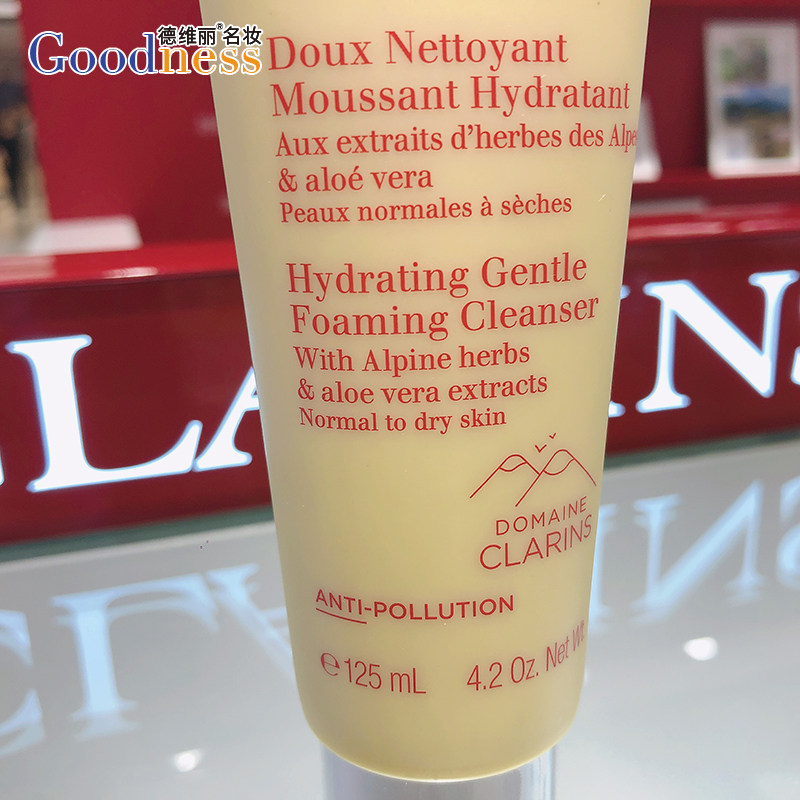 德维丽®名妆
Goodness
Doux Nettoyant
Moussant Hydratant
Aux extraits d'herbes des Alpes
& aloé vera
Peaux normales à sèches
Hydrating Gentle
Foaming Cleanser
With Alpine herbs
& aloe vera extracts
Normal to dry skin
DOMAINE
CLARINS
ANTI-POLLUTION
℮125 mL 4.2 Oz. Net Wt.
CLARINS